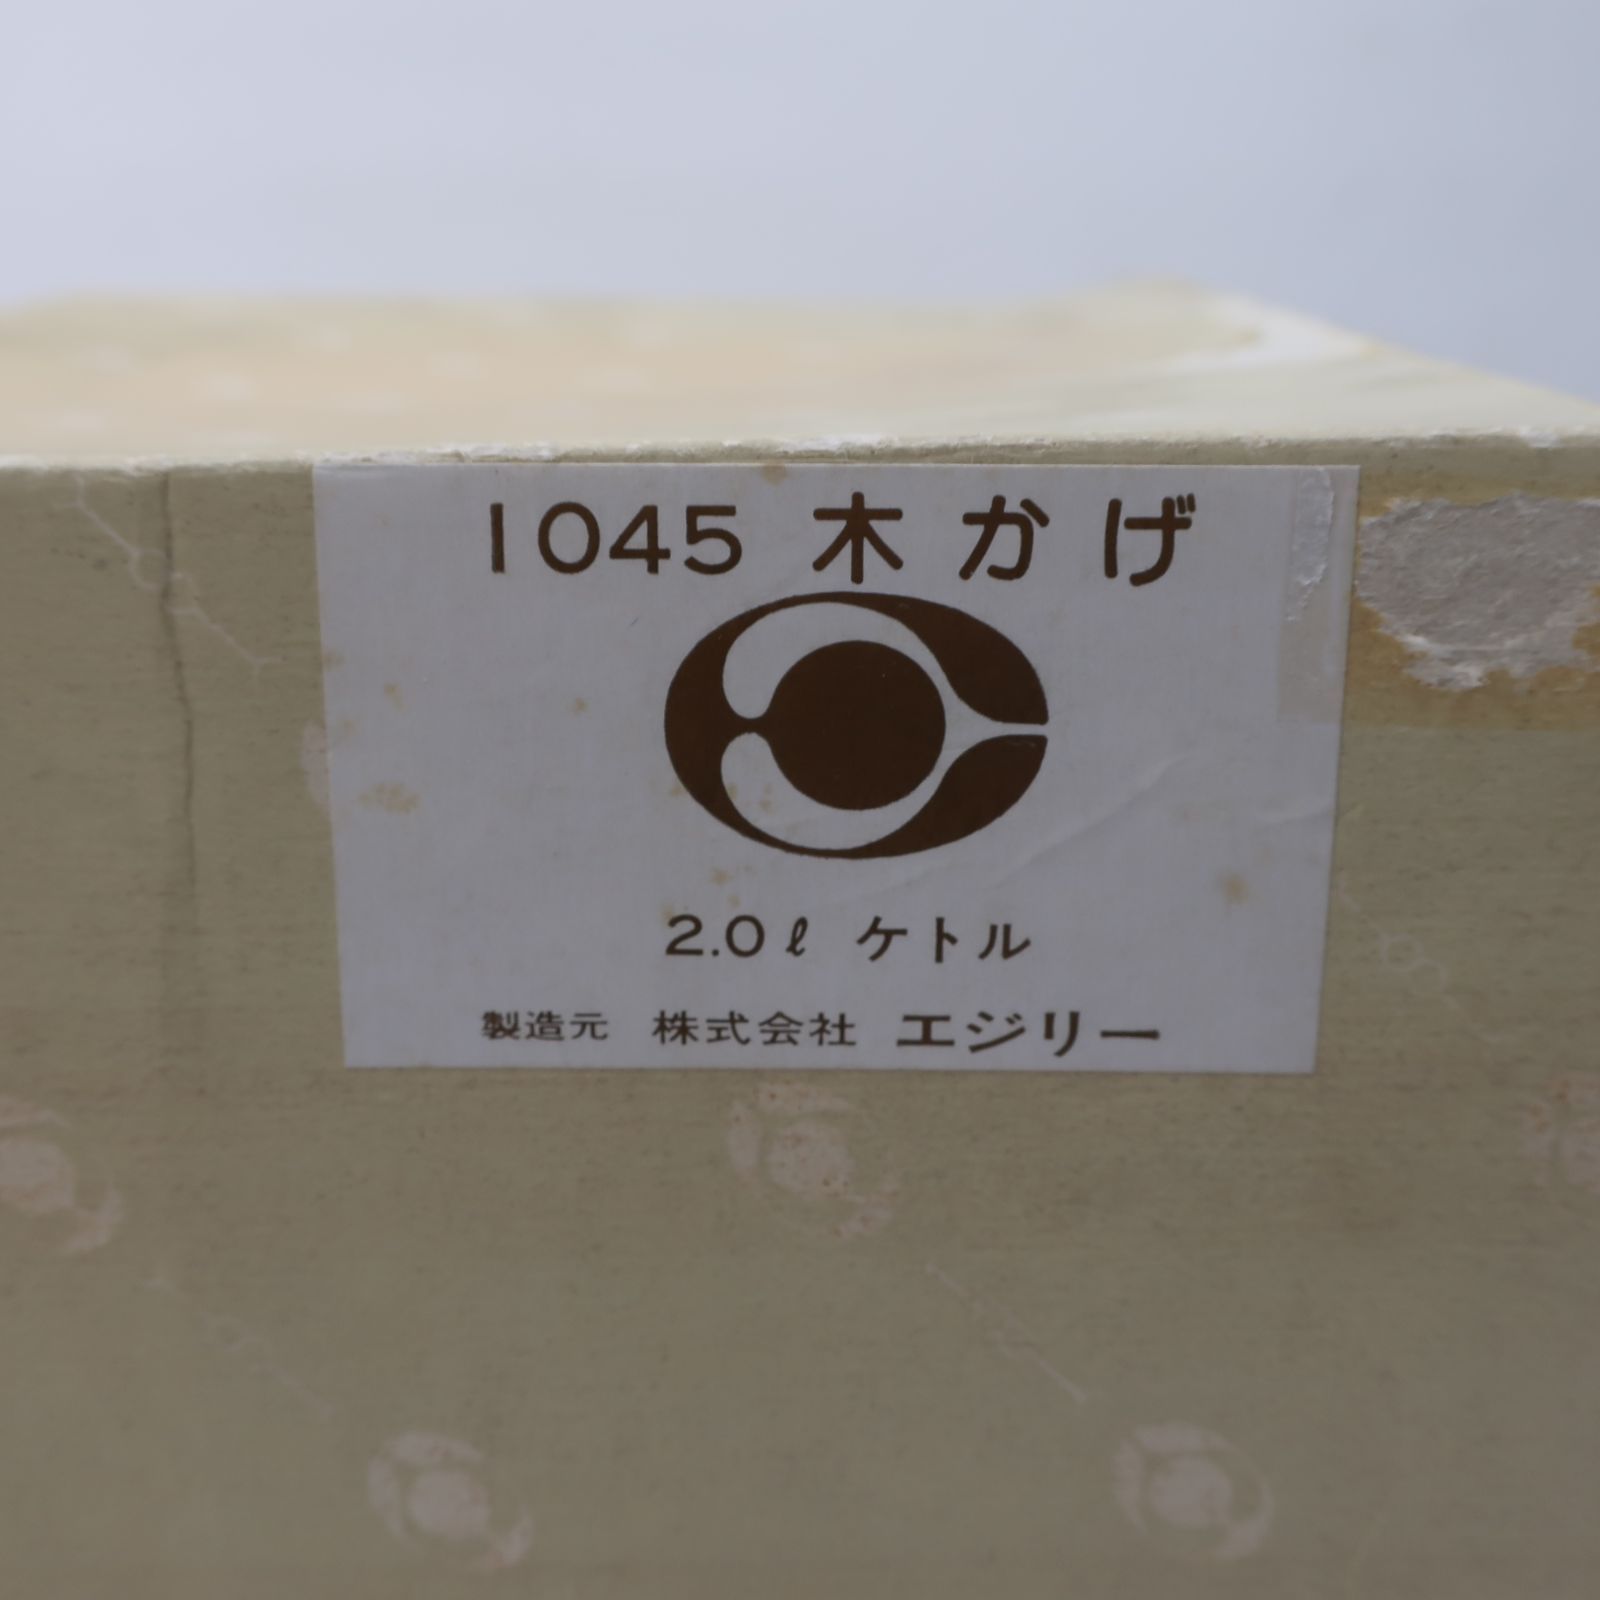 1045 木かげ
2.0ℓ ケトル
製造元 株式会社 エジリー